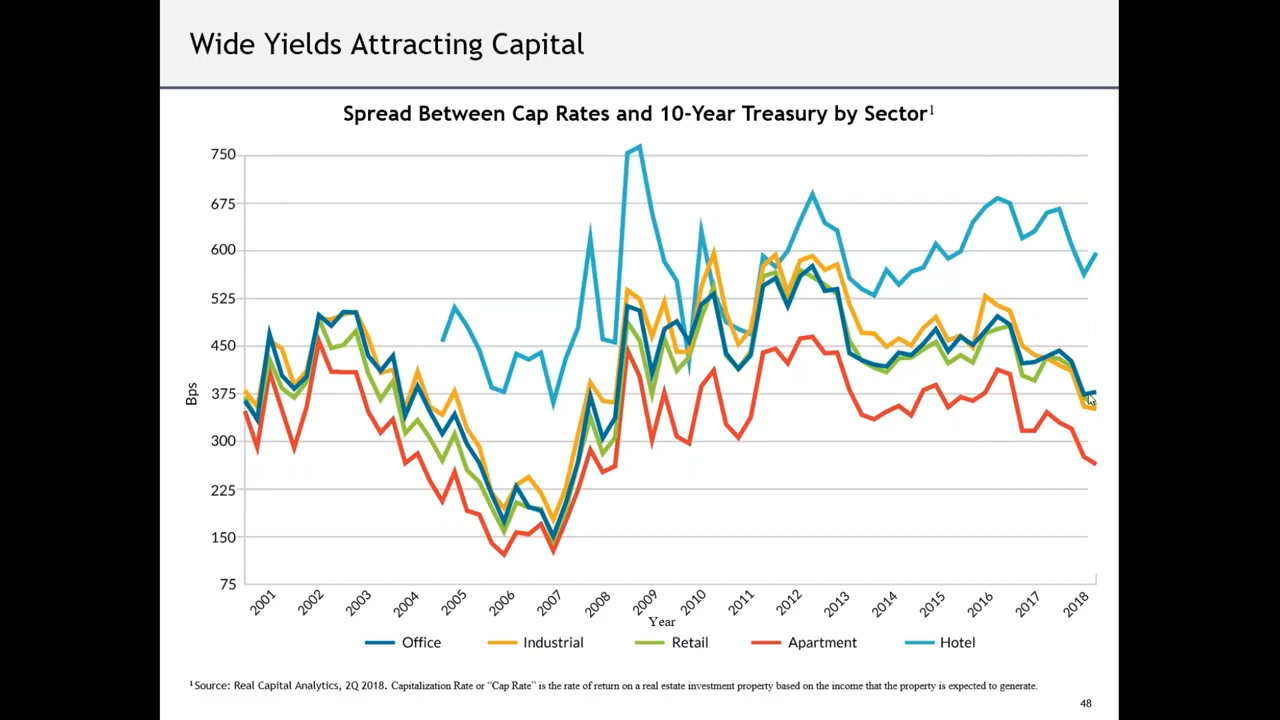 Wide Yields Attracting Capital
Spread Between Cap Rates and 10-Year Treasury by Sector¹
750
675
600
525
450
375
300
225
150
75
Bps
2001 2002 2003 2004 2005 2006 2007 2008 2009 2010 2011 2012 2013 2014 2015 2016 2017 2018
Year
Office Industrial Retail Apartment Hotel
¹Source: Real Capital Analytics, 2Q 2018. Capitalization Rate or "Cap Rate" is the rate of return on a real estate investment property based on the income that the property is expected to generate.
48